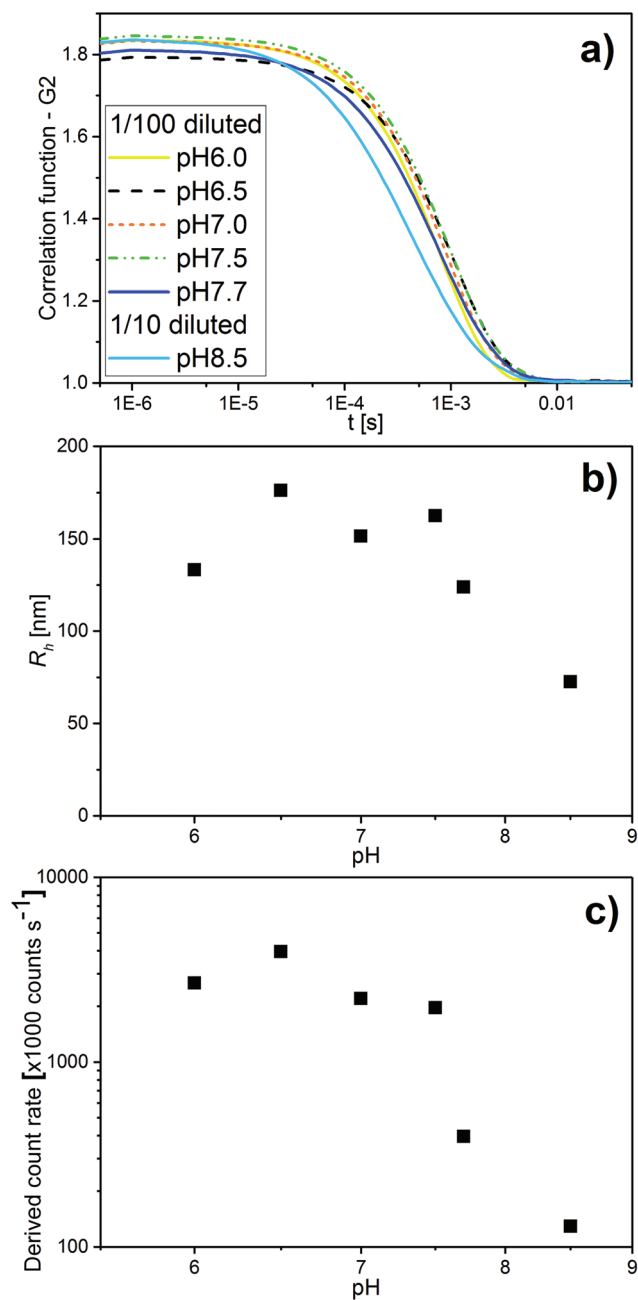 a)
Correlation function - G2
1.8
1.6
1.4
1.2
1.0
1/100 diluted
pH6.0
pH6.5
pH7.0
pH7.5
pH7.7
1/10 diluted
pH8.5
1E-6 1E-5 1E-4 1E-3 0.01
t [s]
b)
Rh [nm]
200
150
100
50
0
6 7 8 9
pH
c)
Derived count rate [x1000 counts s-1]
10000
1000
100
6 7 8 9
pH